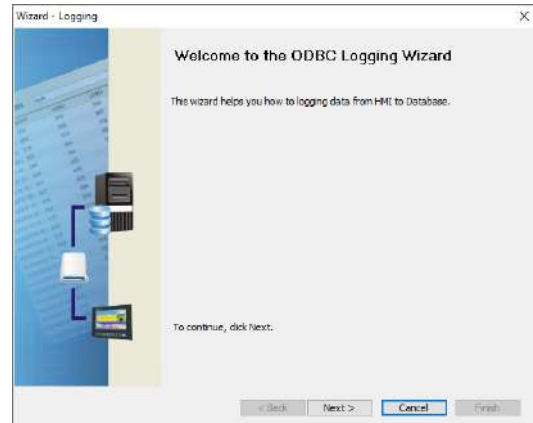 Wizard - Logging
Welcome to the ODBC Logging Wizard
This wizard helps you how to logging data from HMI to Database.
To continue, click Next.
< Back Next > Cancel Finish